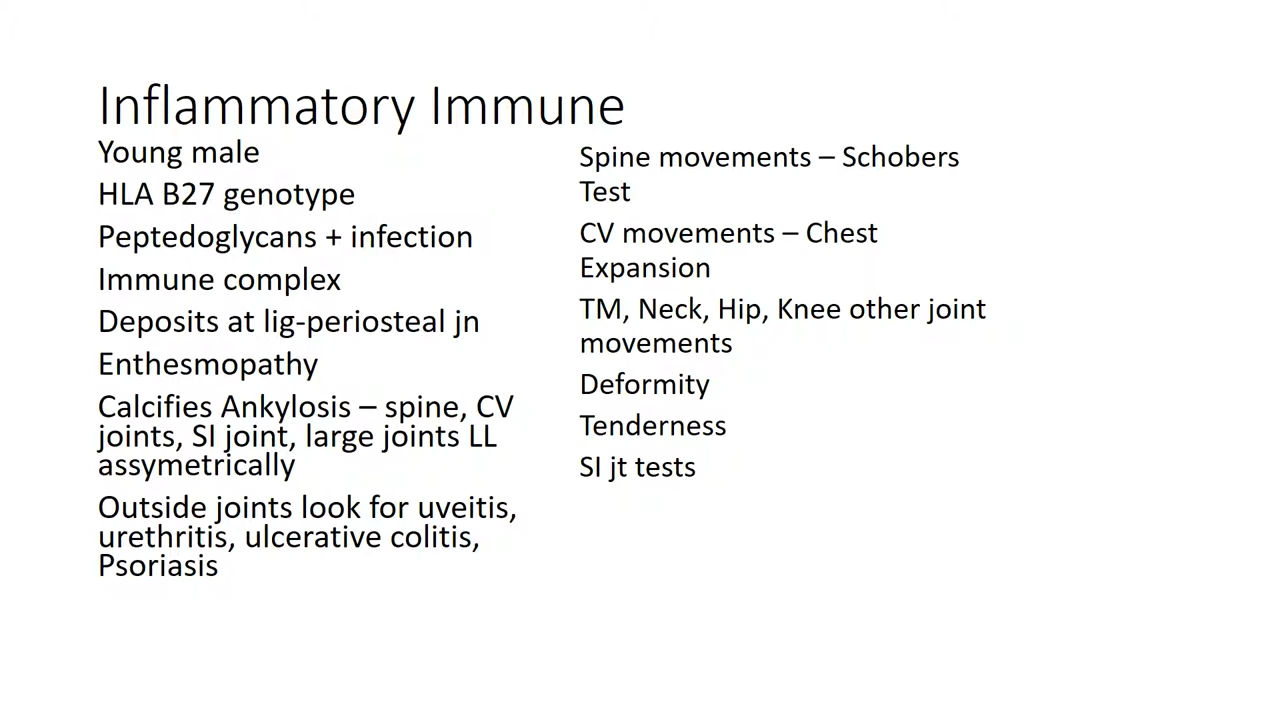 Inflammatory Immune
Young male
HLA B27 genotype
Peptedoglycans + infection
Immune complex
Deposits at lig-periosteal jn
Enthesmopathy
Calcifies Ankylosis – spine, CV
joints, SI joint, large joints LL
assymetrically
Outside joints look for uveitis,
urethritis, ulcerative colitis,
Psoriasis
Spine movements – Schobers
Test
CV movements – Chest
Expansion
TM, Neck, Hip, Knee other joint
movements
Deformity
Tenderness
SI jt tests